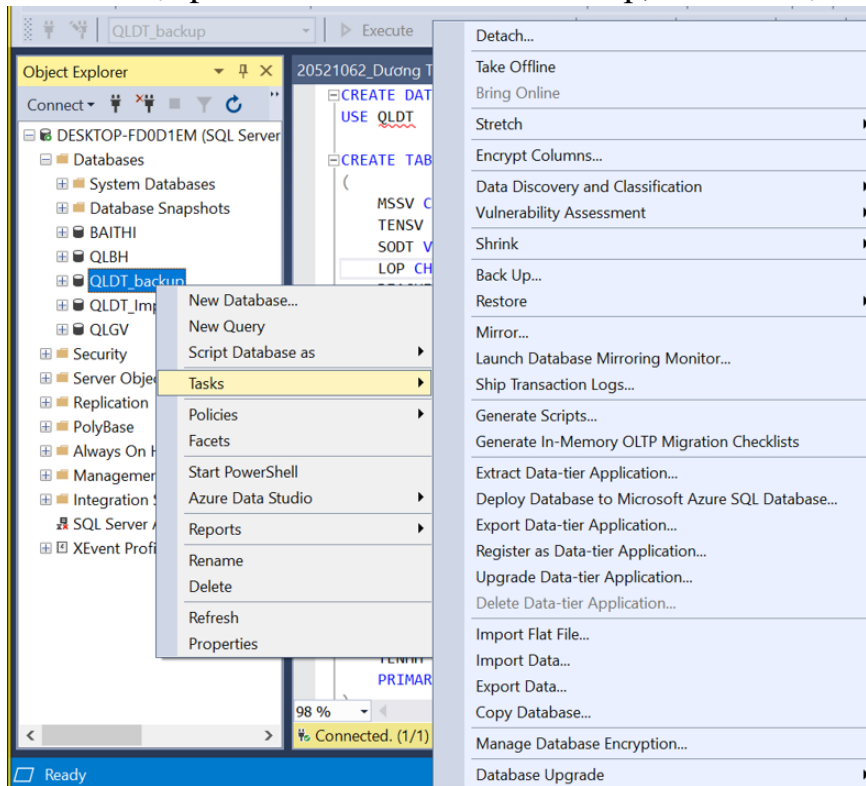 QLDT_backup
Execute
Object Explorer
Connect
DESKTOP-FD0D1EM (SQL Server
Databases
System Databases
Database Snapshots
BAITHI
QLBH
QLDT_backup
QLDT_Imp
QLGV
Security
Server Obje
Replication
PolyBase
Always On H
Managemer
Integration S
SQL Server A
XEvent Profi
20521062_Dương T
CREATE DAT
USE QLDT
CREATE TAB
(
MSSV C
TENSV
SODT V
LOP CH
PRIMAR
98 %
Connected. (1/1)
New Database...
New Query
Script Database as
Tasks
Policies
Facets
Start PowerShell
Azure Data Studio
Reports
Rename
Delete
Refresh
Properties
Detach...
Take Offline
Bring Online
Stretch
Encrypt Columns...
Data Discovery and Classification
Vulnerability Assessment
Shrink
Back Up...
Restore
Mirror...
Launch Database Mirroring Monitor...
Ship Transaction Logs...
Generate Scripts...
Generate In-Memory OLTP Migration Checklists
Extract Data-tier Application...
Deploy Database to Microsoft Azure SQL Database...
Export Data-tier Application...
Register as Data-tier Application...
Upgrade Data-tier Application...
Delete Data-tier Application...
Import Flat File...
Import Data...
Export Data...
Copy Database...
Manage Database Encryption...
Database Upgrade
Ready